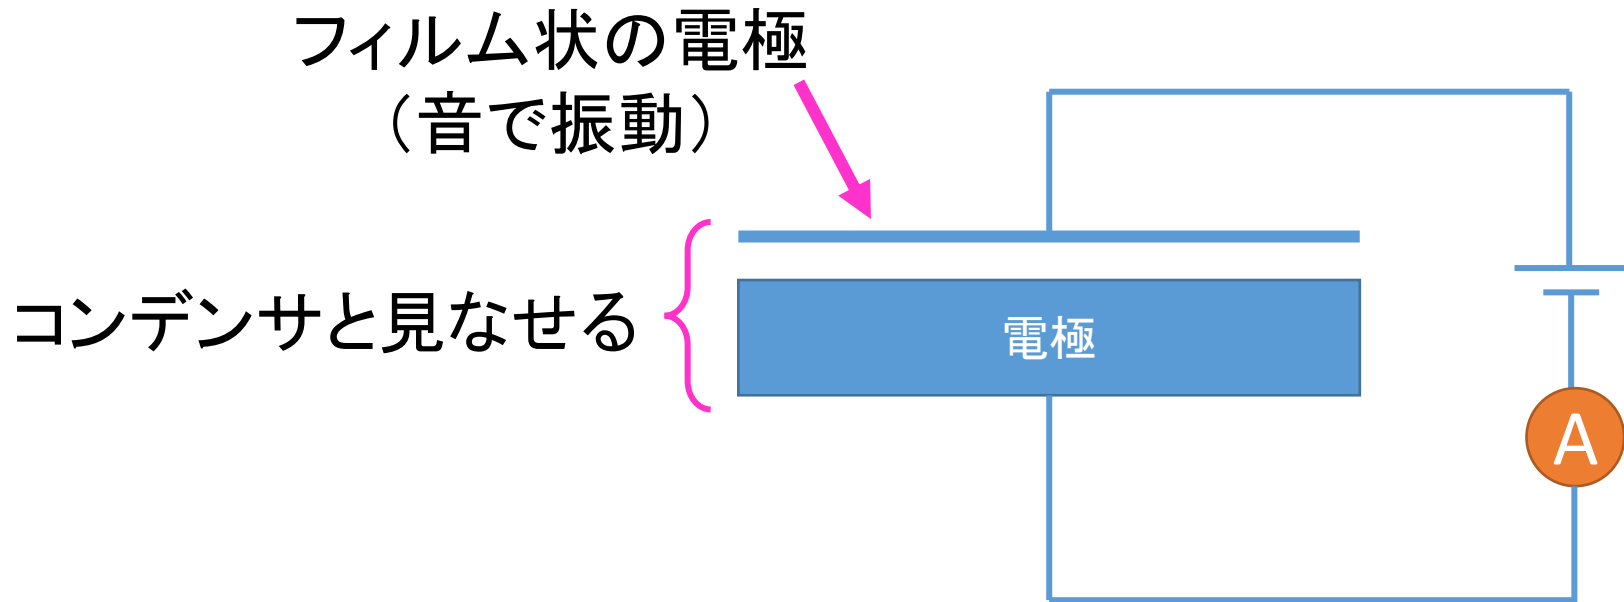 フィルム状の電極
（音で振動）
コンデンサと見なせる
電極
A